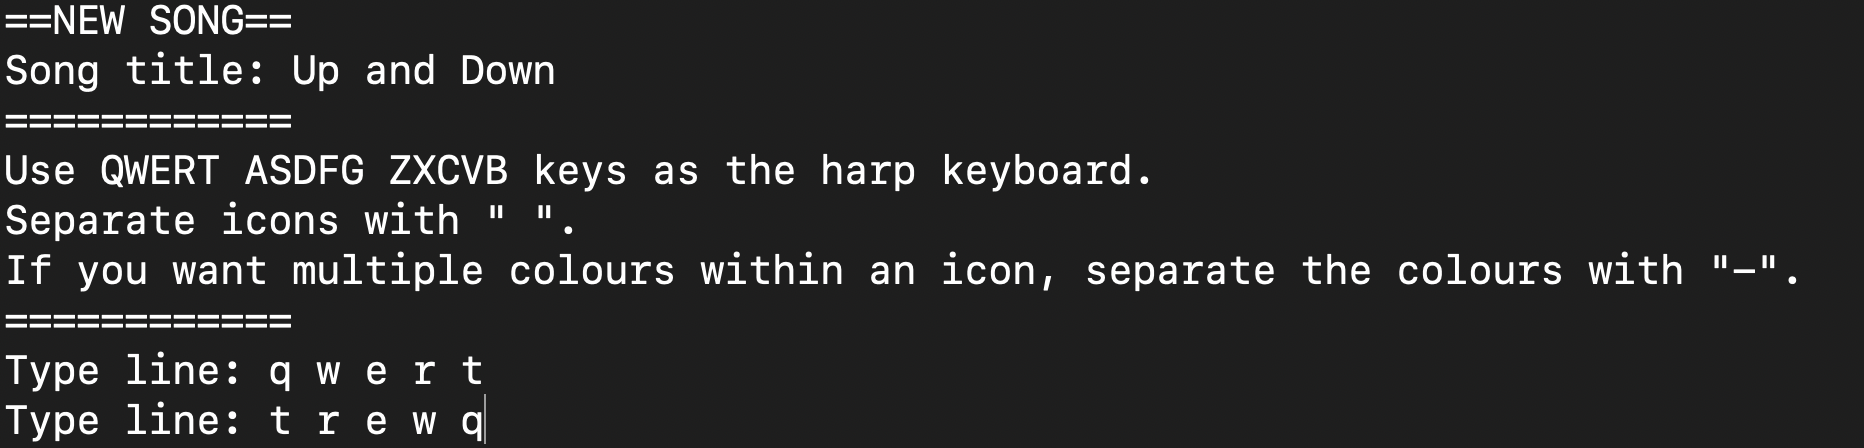 ==NEW SONG==
Song title: Up and Down
============
Use QWERT ASDFG ZXCVB keys as the harp keyboard.
Separate icons with " ".
If you want multiple colours within an icon, separate the colours with "-".
============
Type line: q w e r t
Type line: t r e w q